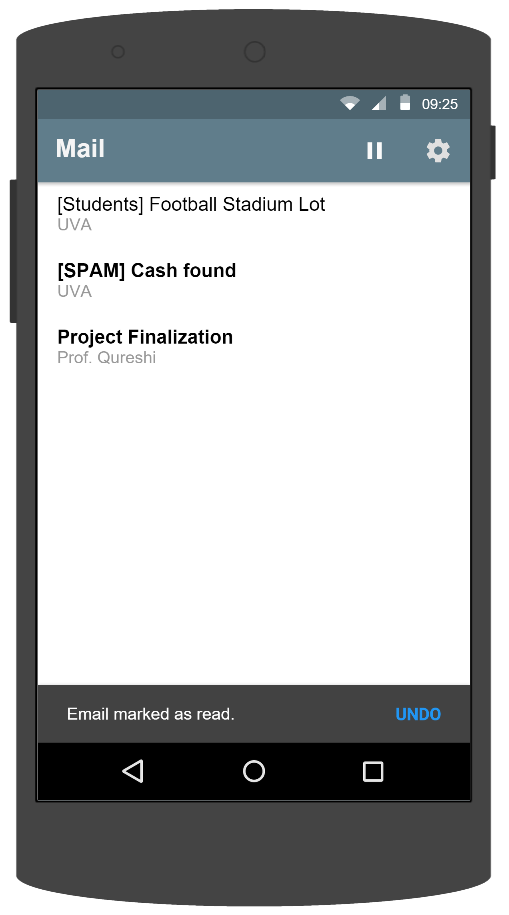 09:25
Mail
[Students] Football Stadium Lot
UVA
[SPAM] Cash found
UVA
Project Finalization
Prof. Qureshi
Email marked as read. UNDO